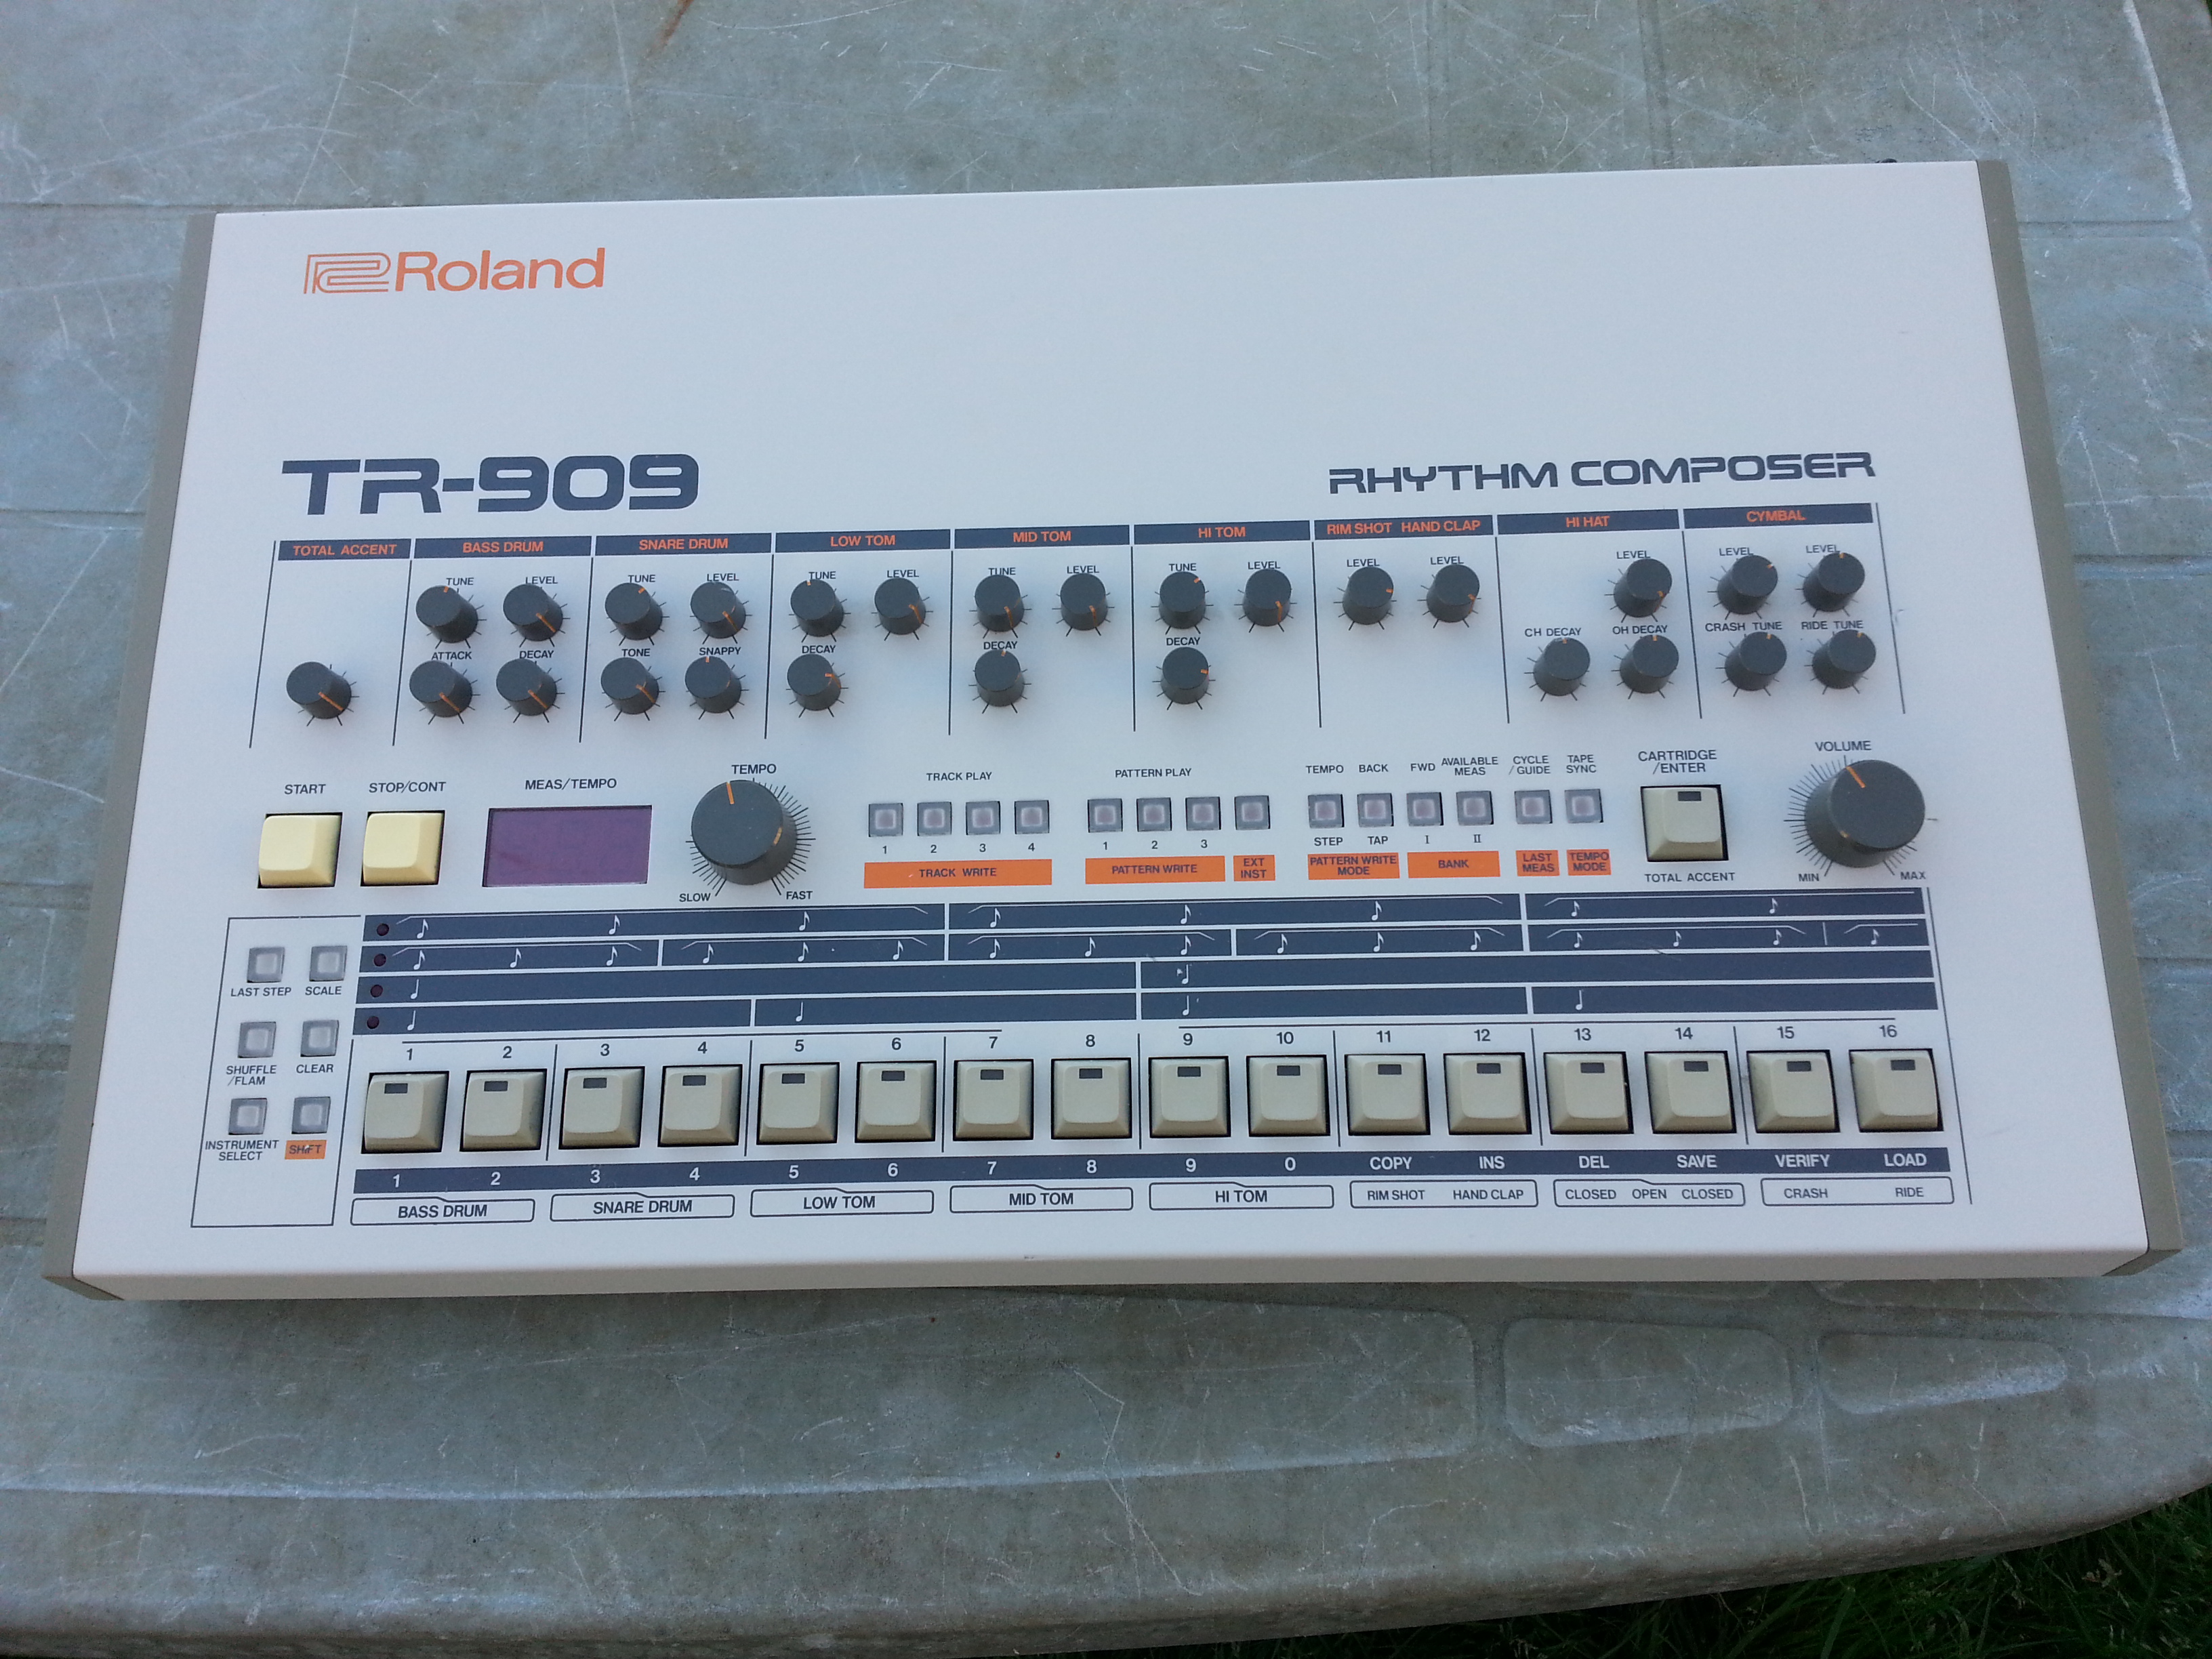 Roland
TR-909 RHYTHM COMPOSER
TOTAL ACCENT BASS DRUM SNARE DRUM LOW TOM MID TOM HI TOM RIM SHOT HAND CLAP HI HAT CYMBAL
TUNE LEVEL TUNE LEVEL TUNE LEVEL TUNE LEVEL TUNE LEVEL LEVEL LEVEL LEVEL LEVEL LEVEL
ATTACK DECAY TONE SNAPPY DECAY DECAY DECAY CH DECAY OH DECAY CRASH TUNE RIDE TUNE
START STOP/CONT MEAS/TEMPO TEMPO TRACK PLAY PATTERN PLAY TEMPO BACK FWD AVAILABLE MEAS CYCLE /GUIDE TAPE SYNC CARTRIDGE /ENTER VOLUME
1 2 3 4 1 2 3 STEP TAP I II
SLOW FAST TRACK WRITE PATTERN WRITE EXT INST PATTERN WRITE MODE BANK LAST MEAS TEMPO MODE TOTAL ACCENT MIN MAX
LAST STEP SCALE
SHUFFLE /FLAM CLEAR
INSTRUMENT SELECT SHIFT
1 2 3 4 5 6 7 8 9 10 11 12 13 14 15 16
1 2 3 4 5 6 7 8 9 0 COPY INS DEL SAVE VERIFY LOAD
BASS DRUM SNARE DRUM LOW TOM MID TOM HI TOM RIM SHOT HAND CLAP CLOSED OPEN CLOSED CRASH RIDE